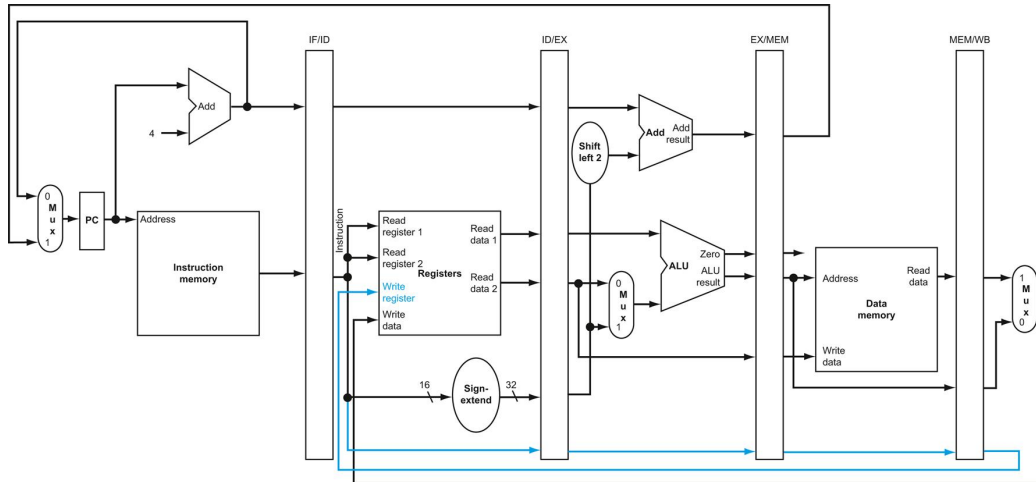 IF/ID
ID/EX
EX/MEM
MEM/WB
Add
4
Add
Add
result
Shift
left 2
0
M
u
x
1
PC
Address
Instruction
memory
Instruction
Read
register 1
Read
register 2
Write
register
Write
data
Registers
Read
data 1
Read
data 2
0
M
u
x
1
ALU
Zero
ALU
result
Address
Read
data
Data
memory
Write
data
1
M
u
x
0
16
Sign-
extend
32